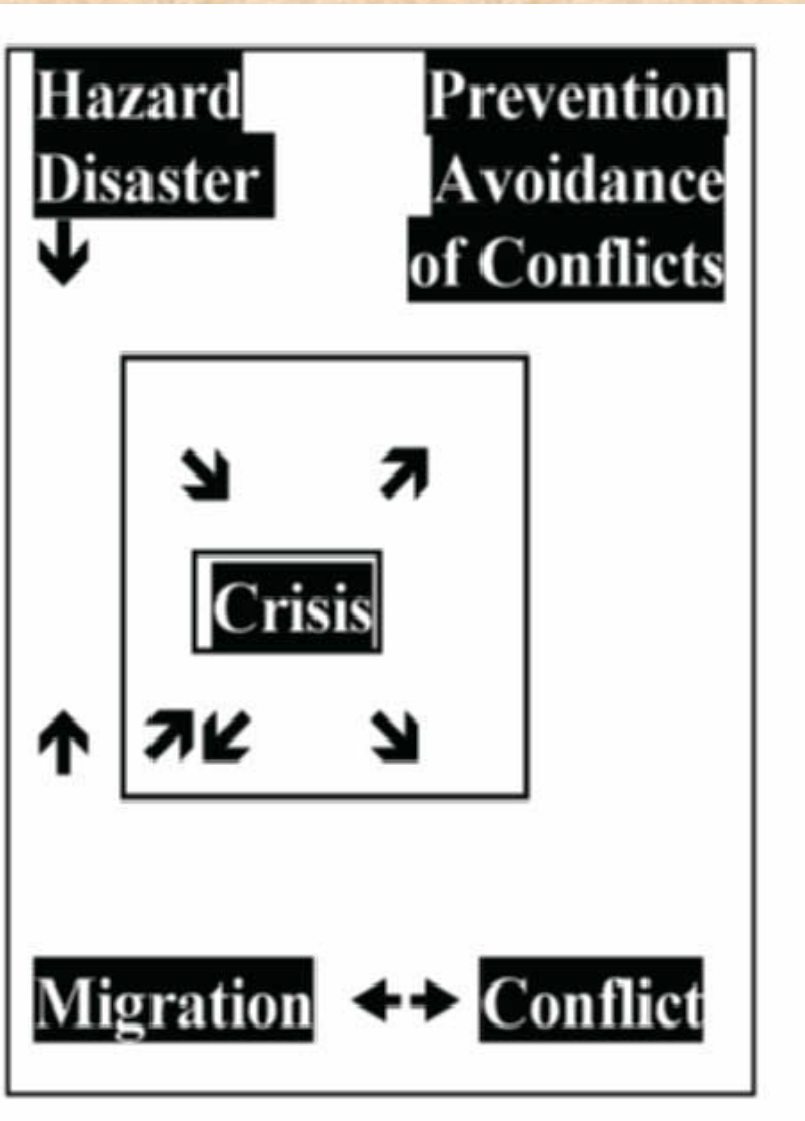 Hazard
Disaster
Prevention
Avoidance
of Conflicts
Crisis
Migration
Conflict